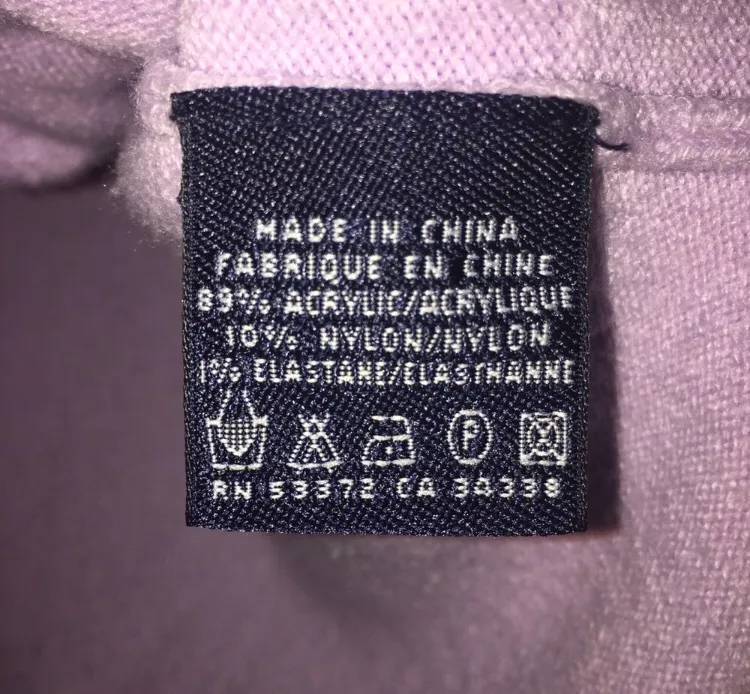 MADE IN CHINA
FABRIQUE EN CHINE
89% ACRYLIC/ACRYLIQUE
10% NYLON/NYLON
1% ELASTANE/ELASTHANNE
P
RN 53372 CA 34338